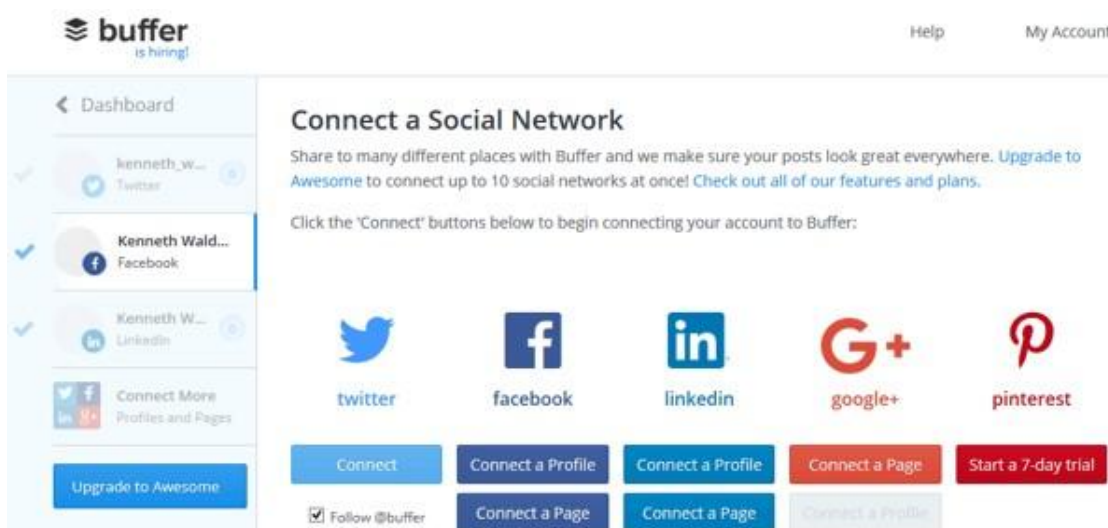 buffer
is hiring!
Help
My Account
Dashboard
kenneth_w...
Twitter
Kenneth Wald...
Facebook
Kenneth W...
LinkedIn
Connect More
Profiles and Pages
Upgrade to Awesome
Connect a Social Network
Share to many different places with Buffer and we make sure your posts look great everywhere. Upgrade to
Awesome to connect up to 10 social networks at once! Check out all of our features and plans.
Click the 'Connect' buttons below to begin connecting your account to Buffer:
in
G+
twitter
facebook
linkedin
google+
pinterest
Connect
Connect a Profile
Connect a Profile
Connect a Page
Start a 7-day trial
Follow @buffer
Connect a Page
Connect a Page
Connect a Profile